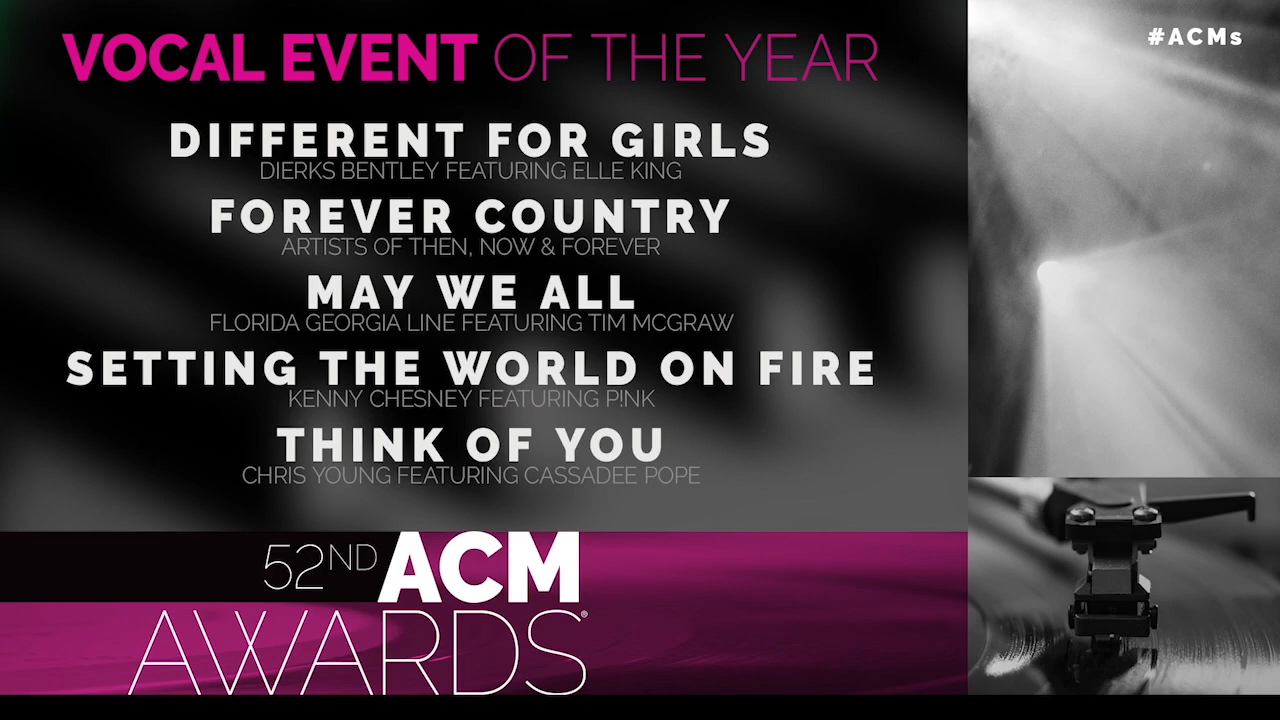 VOCAL EVENT OF THE YEAR
#ACMs
DIFFERENT FOR GIRLS
DIERKS BENTLEY FEATURING ELLE KING
FOREVER COUNTRY
ARTISTS OF THEN, NOW & FOREVER
MAY WE ALL
FLORIDA GEORGIA LINE FEATURING TIM MCGRAW
SETTING THE WORLD ON FIRE
KENNY CHESNEY FEATURING P!NK
THINK OF YOU
CHRIS YOUNG FEATURING CASSADEE POPE
52ND ACM
AWARDS®